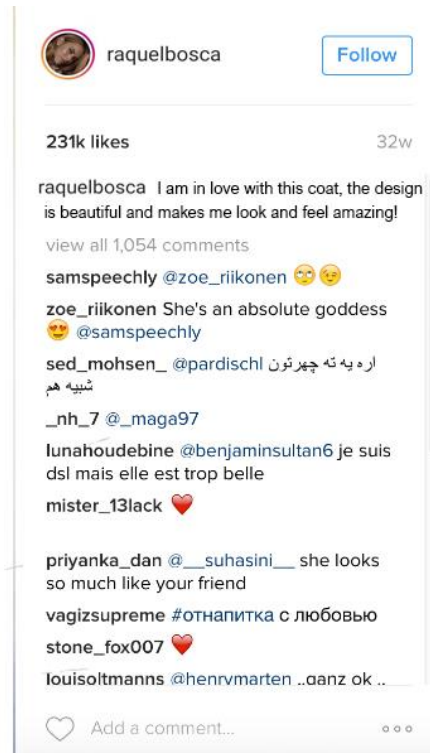 raquelbosca
Follow
231k likes
32w
raquelbosca I am in love with this coat, the design
is beautiful and makes me look and feel amazing!
view all 1,054 comments
samspeechly @zoe_riikonen 🙄😉
zoe_riikonen She's an absolute goddess
😍 @samspeechly
sed_mohsen_ @pardischl اره یه ته چهرتون
شبیه هم
_nh_7 @_maga97
lunahoudebine @benjaminsultan6 je suis
dsl mais elle est trop belle
mister_13lack ❤️
priyanka_dan @__suhasini__ she looks
so much like your friend
vagizsupreme #отнапитка с любовью
stone_fox007 ❤️
louisoltmanns @henrymarten ..ganz ok ..
Add a comment...